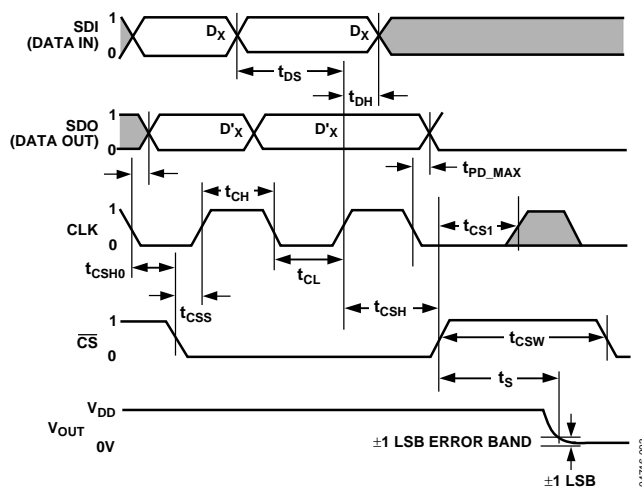 SDI
(DATA IN)
1
0
DX
DX
tDS
tDH
SDO
(DATA OUT)
1
0
D'X
D'X
tPD_MAX
CLK
1
0
tCH
tCS1
tCSH0
tCL
tCSS
tCSH
CS
1
0
tCSW
tS
VOUT
VDD
0V
±1 LSB ERROR BAND
±1 LSB